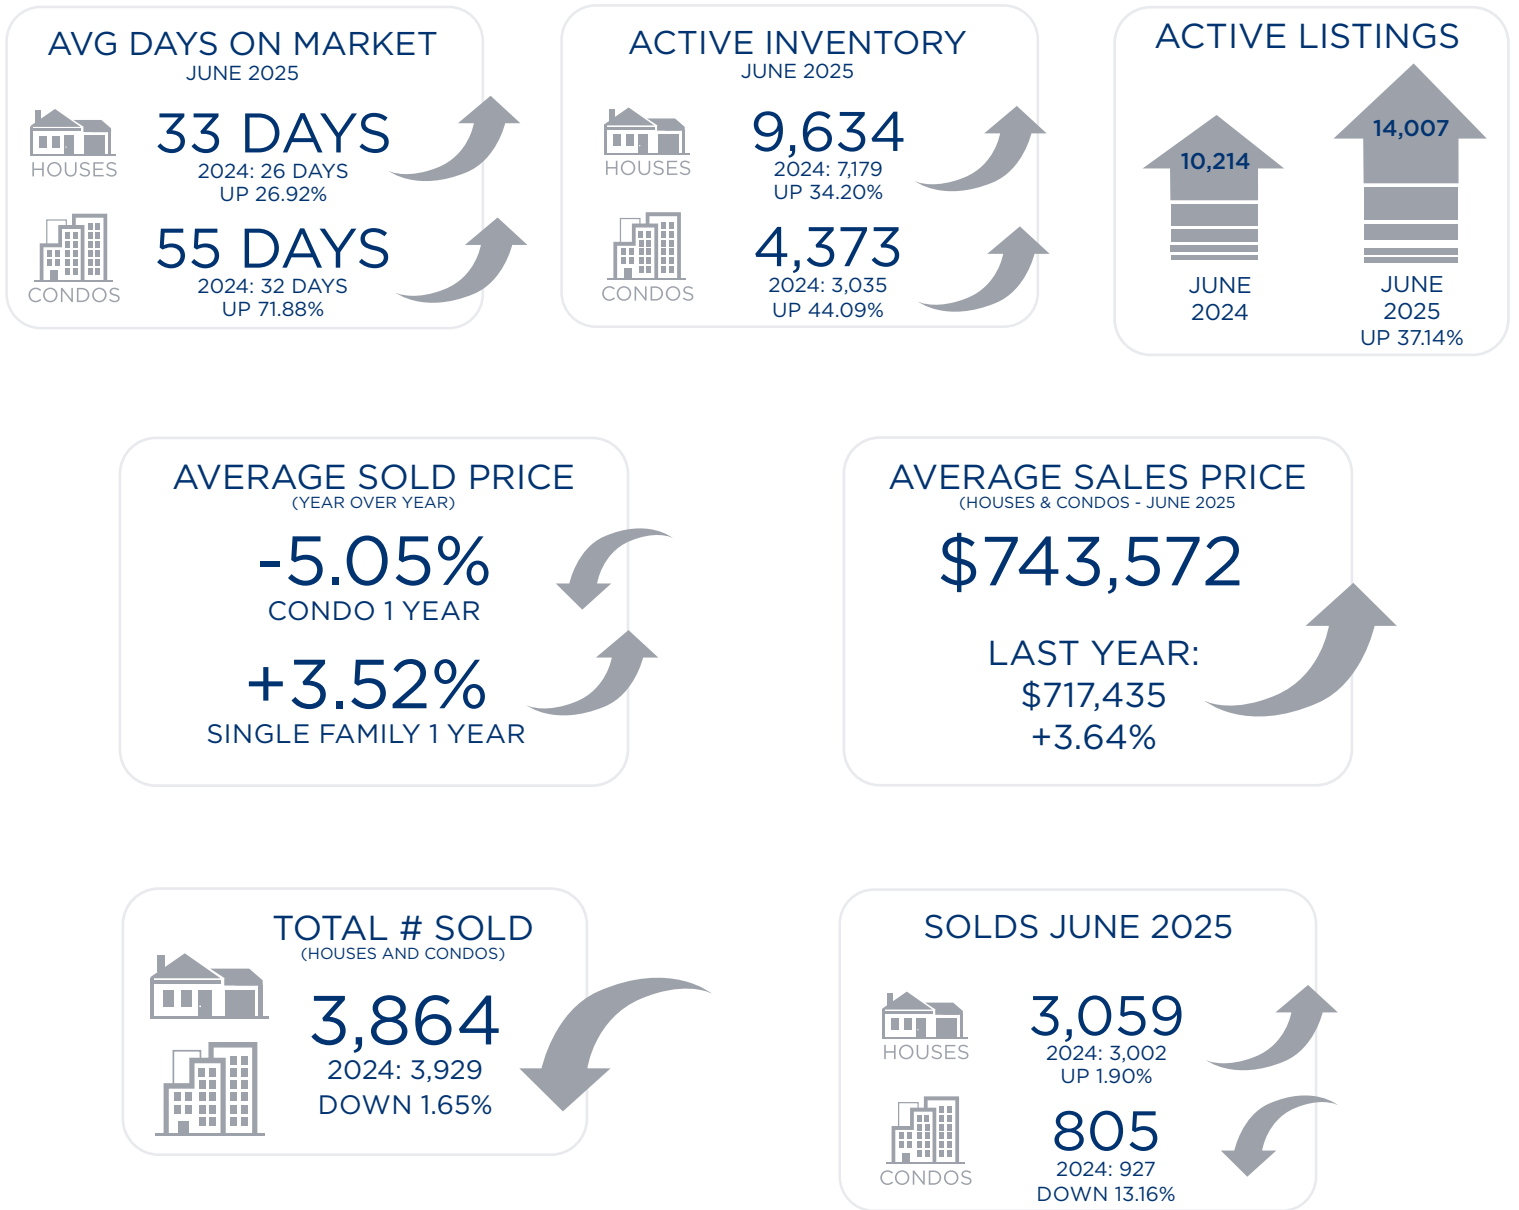 AVG DAYS ON MARKET
JUNE 2025
HOUSES
33 DAYS
2024: 26 DAYS
UP 26.92%
CONDOS
55 DAYS
2024: 32 DAYS
UP 71.88%
ACTIVE INVENTORY
JUNE 2025
HOUSES
9,634
2024: 7,179
UP 34.20%
CONDOS
4,373
2024: 3,035
UP 44.09%
ACTIVE LISTINGS
10,214
JUNE
2024
14,007
JUNE
2025
UP 37.14%
AVERAGE SOLD PRICE
(YEAR OVER YEAR)
-5.05%
CONDO 1 YEAR
+3.52%
SINGLE FAMILY 1 YEAR
AVERAGE SALES PRICE
(HOUSES & CONDOS - JUNE 2025
$743,572
LAST YEAR:
$717,435
+3.64%
TOTAL # SOLD
(HOUSES AND CONDOS)
3,864
2024: 3,929
DOWN 1.65%
SOLDS JUNE 2025
HOUSES
3,059
2024: 3,002
UP 1.90%
CONDOS
805
2024: 927
DOWN 13.16%